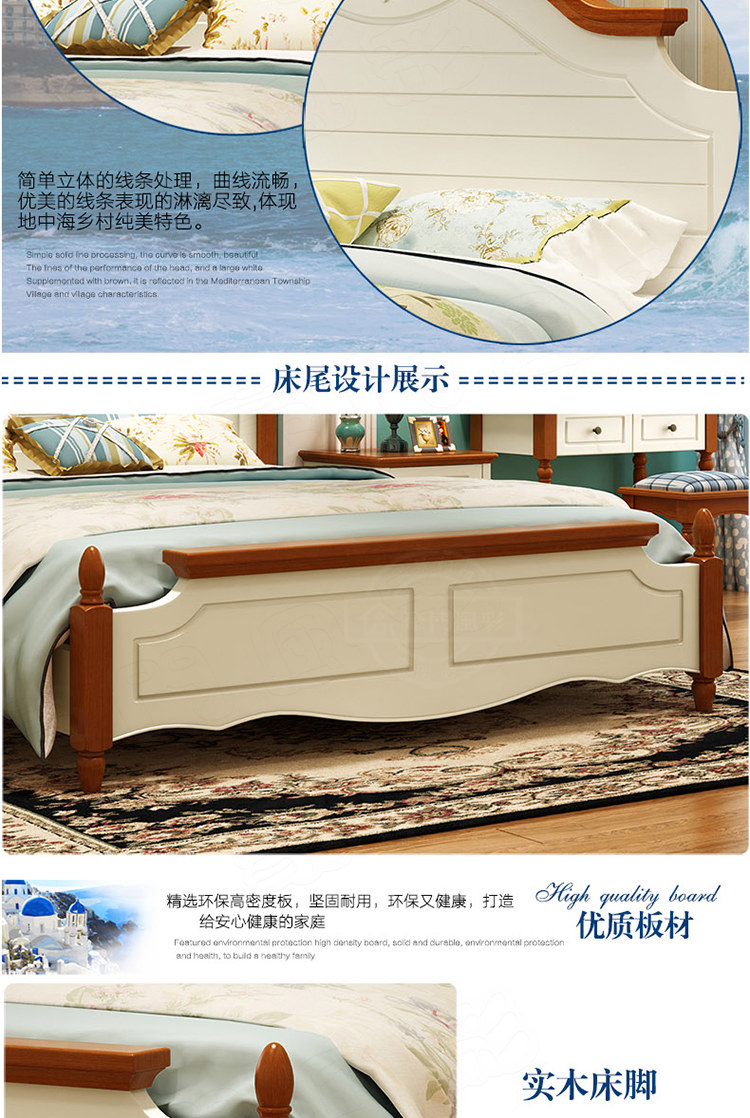 简单立体的线条处理，曲线流畅，
优美的线条表现的淋漓尽致,体现
地中海乡村纯美特色。
Simple solid line processing, the curve is smooth, beautiful
The lines of the performance of the head, and a large white
Supplemented with brown, it is reflected in the Mediterranean Township
Village and village characteristics.
床尾设计展示
精选环保高密度板，坚固耐用，环保又健康，打造
给安心健康的家庭
Featured environmental protection high density board, solid and durable, environmental protection
and health, to build a healthy family
High quality board
优质板材
实木床脚